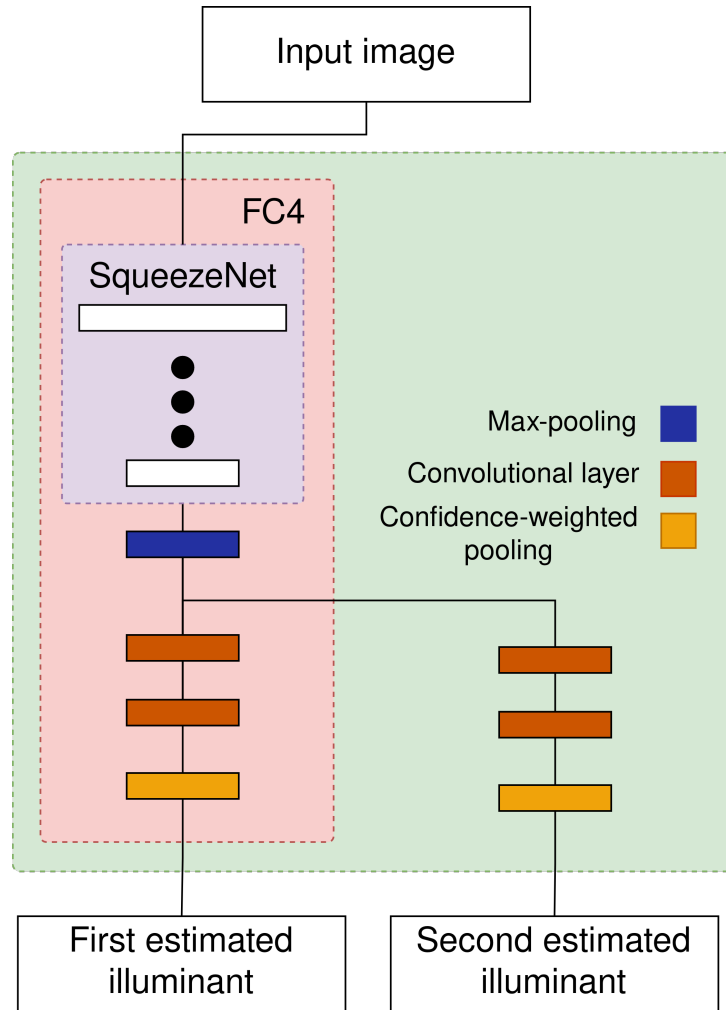 Input image
FC4
SqueezeNet
Max-pooling
Convolutional layer
Confidence-weighted
pooling
First estimated
illuminant
Second estimated
illuminant